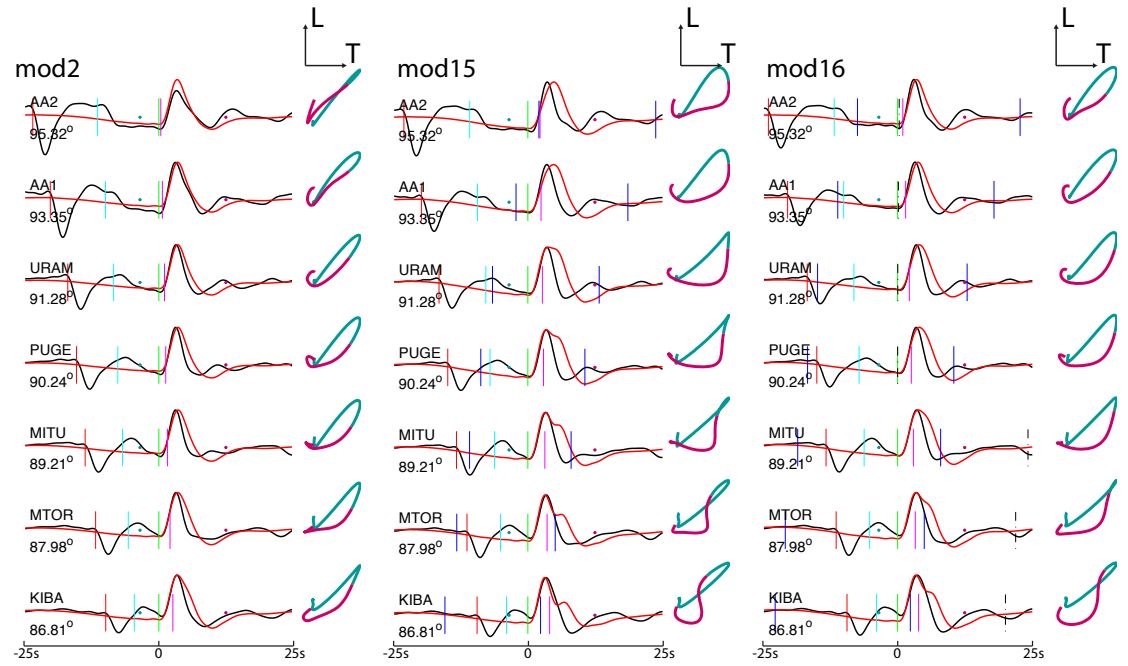 L L L
T T T
mod2 mod15 mod16
AA2 AA2 AA2
95.32° 95.32° 95.32°
AA1 AA1 AA1
93.35° 93.35° 93.35°
URAM URAM URAM
91.28° 91.28° 91.28°
PUGE PUGE PUGE
90.24° 90.24° 90.24°
MITU MITU MITU
89.21° 89.21° 89.21°
MTOR MTOR MTOR
87.98° 87.98° 87.98°
KIBA KIBA KIBA
86.81° 86.81° 86.81°
-25s 0 25s -25s 0 25s -25s 0 25s